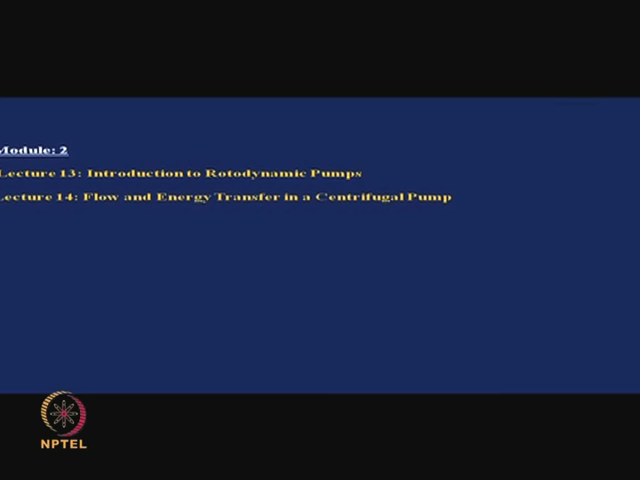 Module: 2
Lecture 13: Introduction to Rotodynamic Pumps
Lecture 14: Flow and Energy Transfer in a Centrifugal Pump
NPTEL